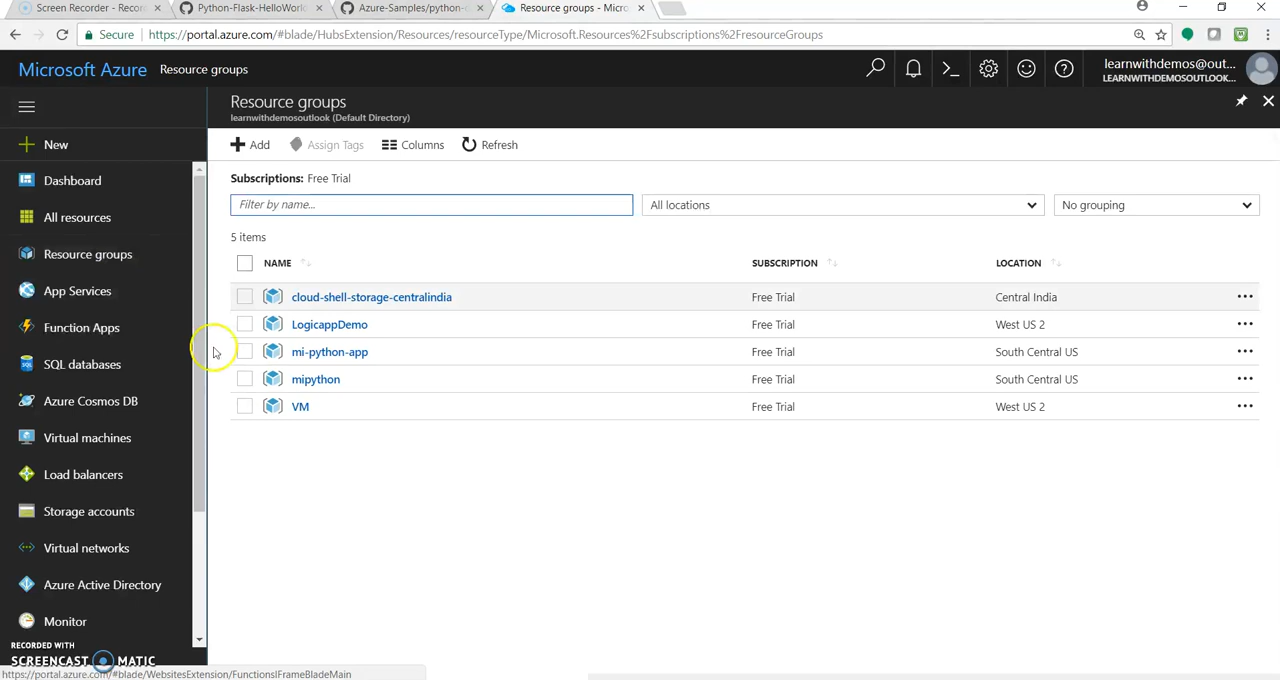 Screen Recorder - Reco
Python-Flask-HelloWorl
Azure-Samples/python-
Resource groups - Micro
Secure
https://portal.azure.com/#blade/HubsExtension/Resources/resourceType/Microsoft.Resources%2Fsubscriptions%2FresourceGroups
Microsoft Azure
Resource groups
learnwithdemos@out...
LEARNWITHDEMOSOUTLOOK...
Resource groups
learnwithdemosoutlook (Default Directory)
New
Add
Assign Tags
Columns
Refresh
Dashboard
All resources
Resource groups
App Services
Function Apps
SQL databases
Azure Cosmos DB
Virtual machines
Load balancers
Storage accounts
Virtual networks
Azure Active Directory
Monitor
Subscriptions: Free Trial
Filter by name...
All locations
No grouping
5 items
NAME SUBSCRIPTION LOCATION
cloud-shell-storage-centralindia Free Trial Central India
LogicappDemo Free Trial West US 2
mi-python-app Free Trial South Central US
mipython Free Trial South Central US
VM Free Trial West US 2
RECORDED WITH
SCREENCAST MATIC
https://portal.azure.com/#blade/WebsitesExtension/FunctionsIFrameBladeMain